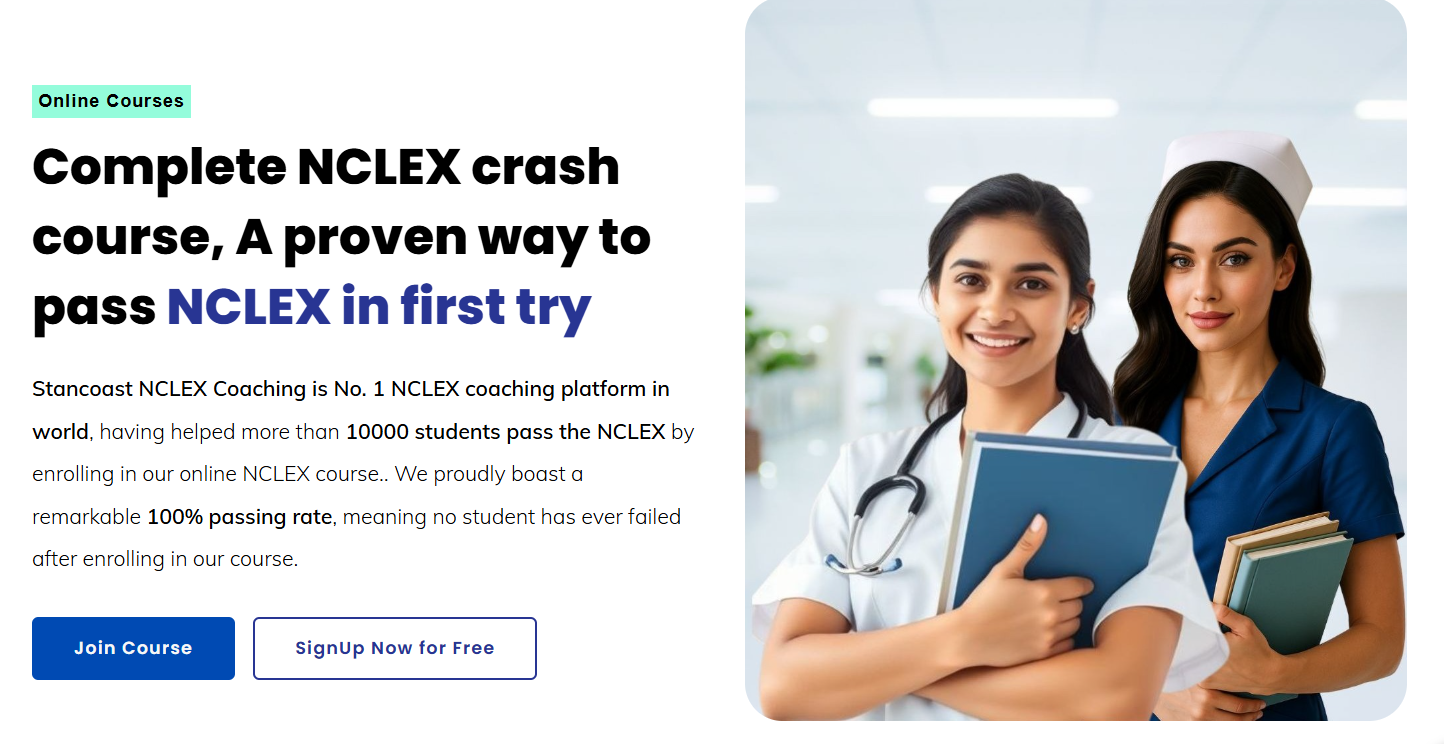 Online Courses
Complete NCLEX crash
course, A proven way to
pass NCLEX in first try
Stancoast NCLEX Coaching is No. 1 NCLEX coaching platform in
world, having helped more than 10000 students pass the NCLEX by
enrolling in our online NCLEX course.. We proudly boast a
remarkable 100% passing rate, meaning no student has ever failed
after enrolling in our course.
Join Course
SignUp Now for Free